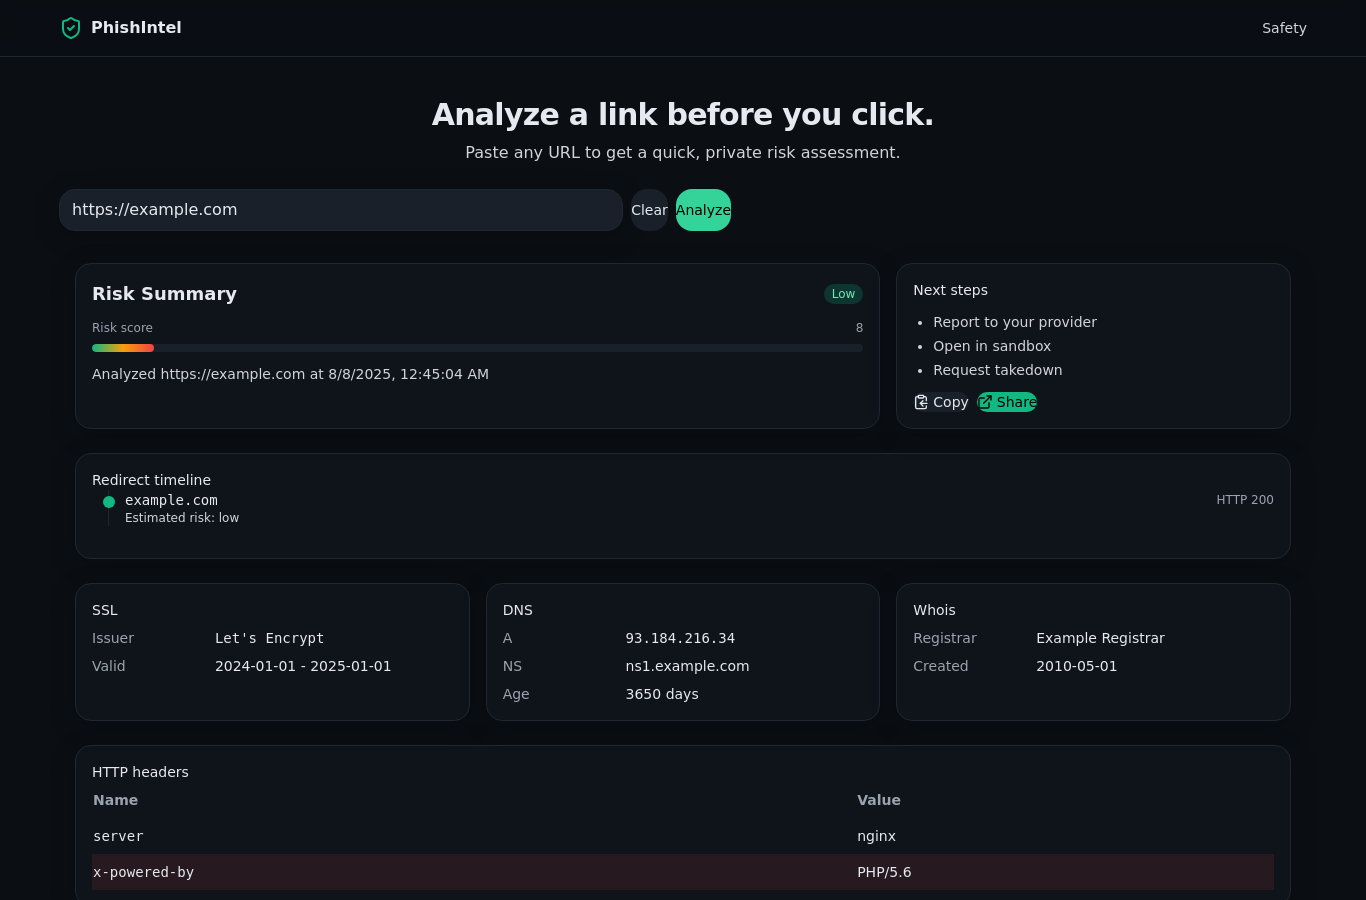 PhishIntel
Safety
Analyze a link before you click.
Paste any URL to get a quick, private risk assessment.
https://example.com
Clear
Analyze
Risk Summary
Low
Risk score
8
Analyzed https://example.com at 8/8/2025, 12:45:04 AM
Next steps
• Report to your provider
• Open in sandbox
• Request takedown
Copy
Share
Redirect timeline
example.com
HTTP 200
Estimated risk: low
SSL
Issuer Let's Encrypt
Valid 2024-01-01 - 2025-01-01
DNS
A 93.184.216.34
NS ns1.example.com
Age 3650 days
Whois
Registrar Example Registrar
Created 2010-05-01
HTTP headers
Name Value
server nginx
x-powered-by PHP/5.6